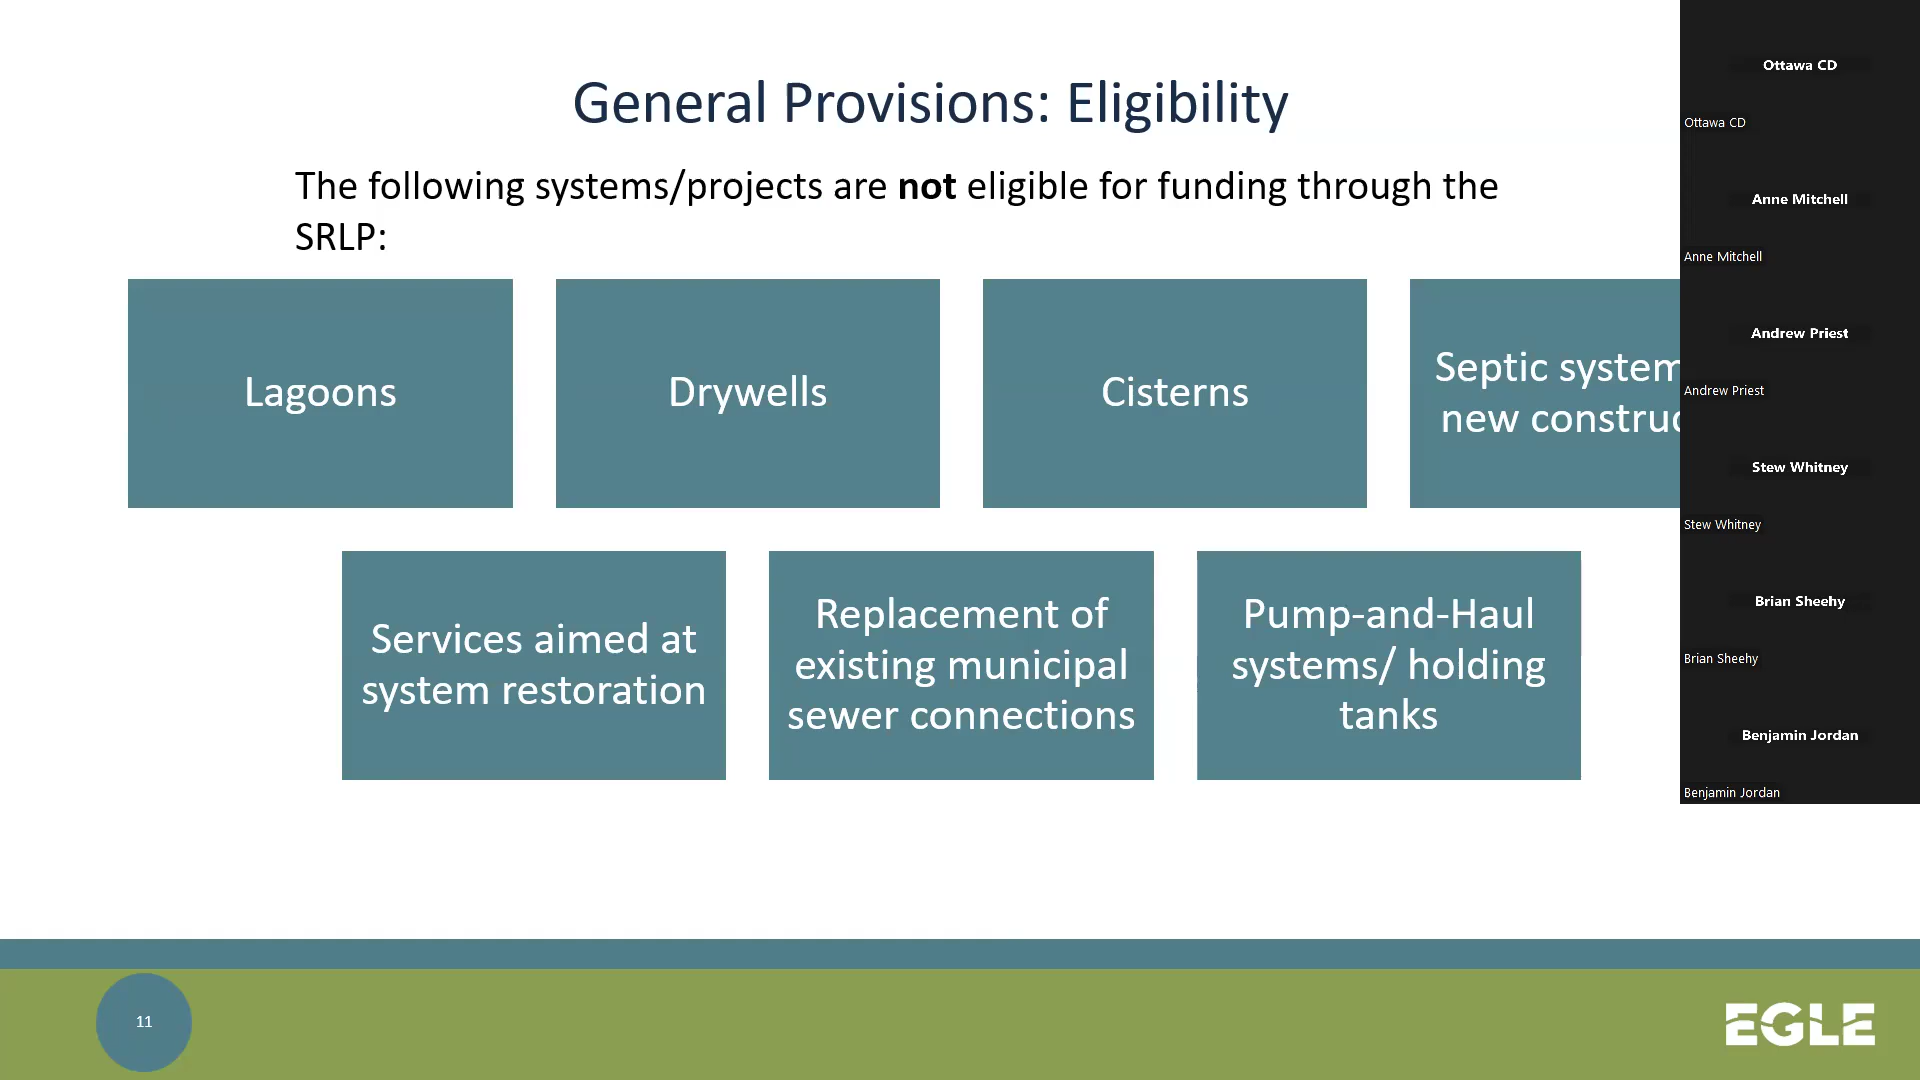 General Provisions: Eligibility
The following systems/projects are not eligible for funding through the
SRLP:
Lagoons
Drywells
Cisterns
Septic
new
Services aimed at
system restoration
Replacement of
existing municipal
sewer connections
Pump-and-Haul
systems/ holding
tanks
11
EGLE
Ottawa CD
Ottawa CD
Anne Mitchell
Anne Mitchell
Andrew Priest
Andrew Priest
Stew Whitney
Stew Whitney
Brian Sheehy
Brian Sheehy
Benjamin Jordan
Benjamin Jordan